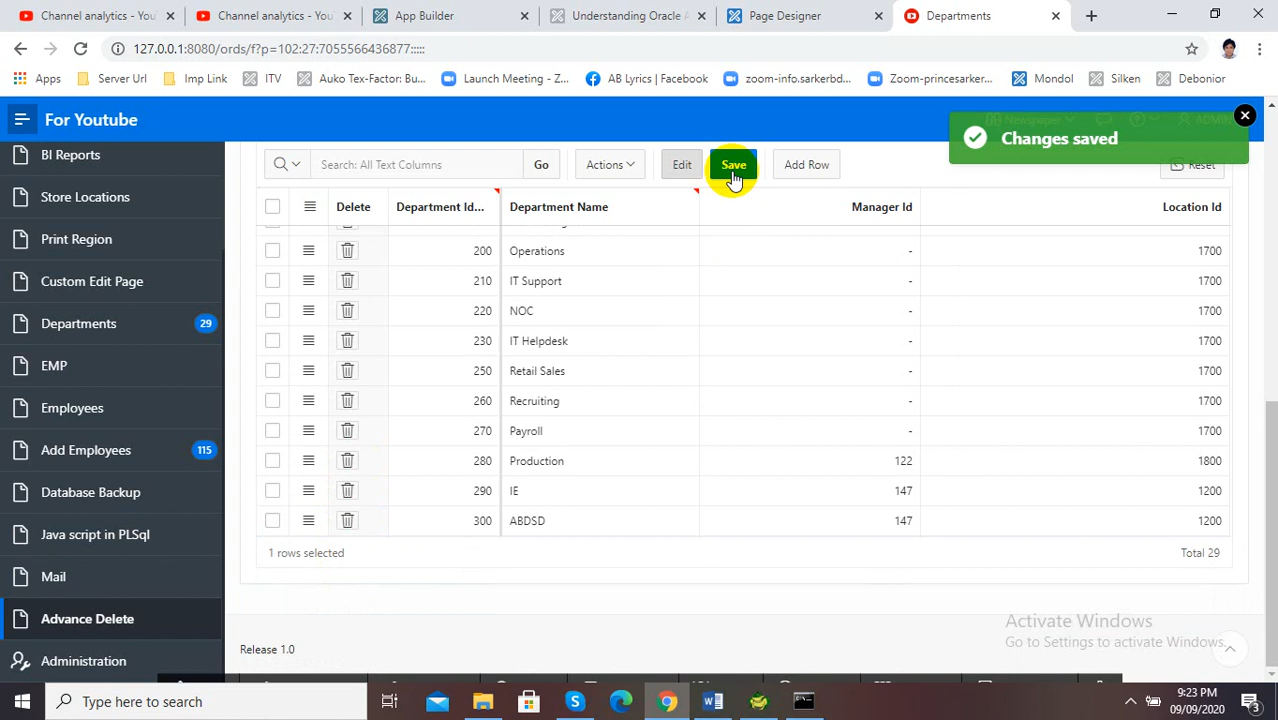 Channel analytics - You
Channel analytics - You
App Builder
Understanding Oracle A
Page Designer
Departments
127.0.0.1:8080/ords/f?p=102:27:7055566436877:::::
Apps
Server Url
Imp Link
ITV
Auko Tex-Factor: Bu...
Launch Meeting - Z...
AB Lyrics | Facebook
zoom-info.sarkerbd...
Zoom-princesarker...
Mondol
Silken
Debonior
For Youtube
Newspaper
ADMIN
Changes saved
BI Reports
Store Locations
Print Region
Custom Edit Page
Departments 29
EMP
Employees
Add Employees 115
Database Backup
Java script in PLSql
Mail
Advance Delete
Administration
Search: All Text Columns
Go
Actions
Edit
Save
Add Row
Reset
Delete Department Id... Department Name Manager Id Location Id
200 Operations - 1700
210 IT Support - 1700
220 NOC - 1700
230 IT Helpdesk - 1700
250 Retail Sales - 1700
260 Recruiting - 1700
270 Payroll - 1700
280 Production 122 1800
290 IE 147 1200
300 ABDSD 147 1200
1 rows selected
Total 29
Activate Windows
Go to Settings to activate Windows.
Release 1.0
Type here to search
9:23 PM
09/09/2020
3